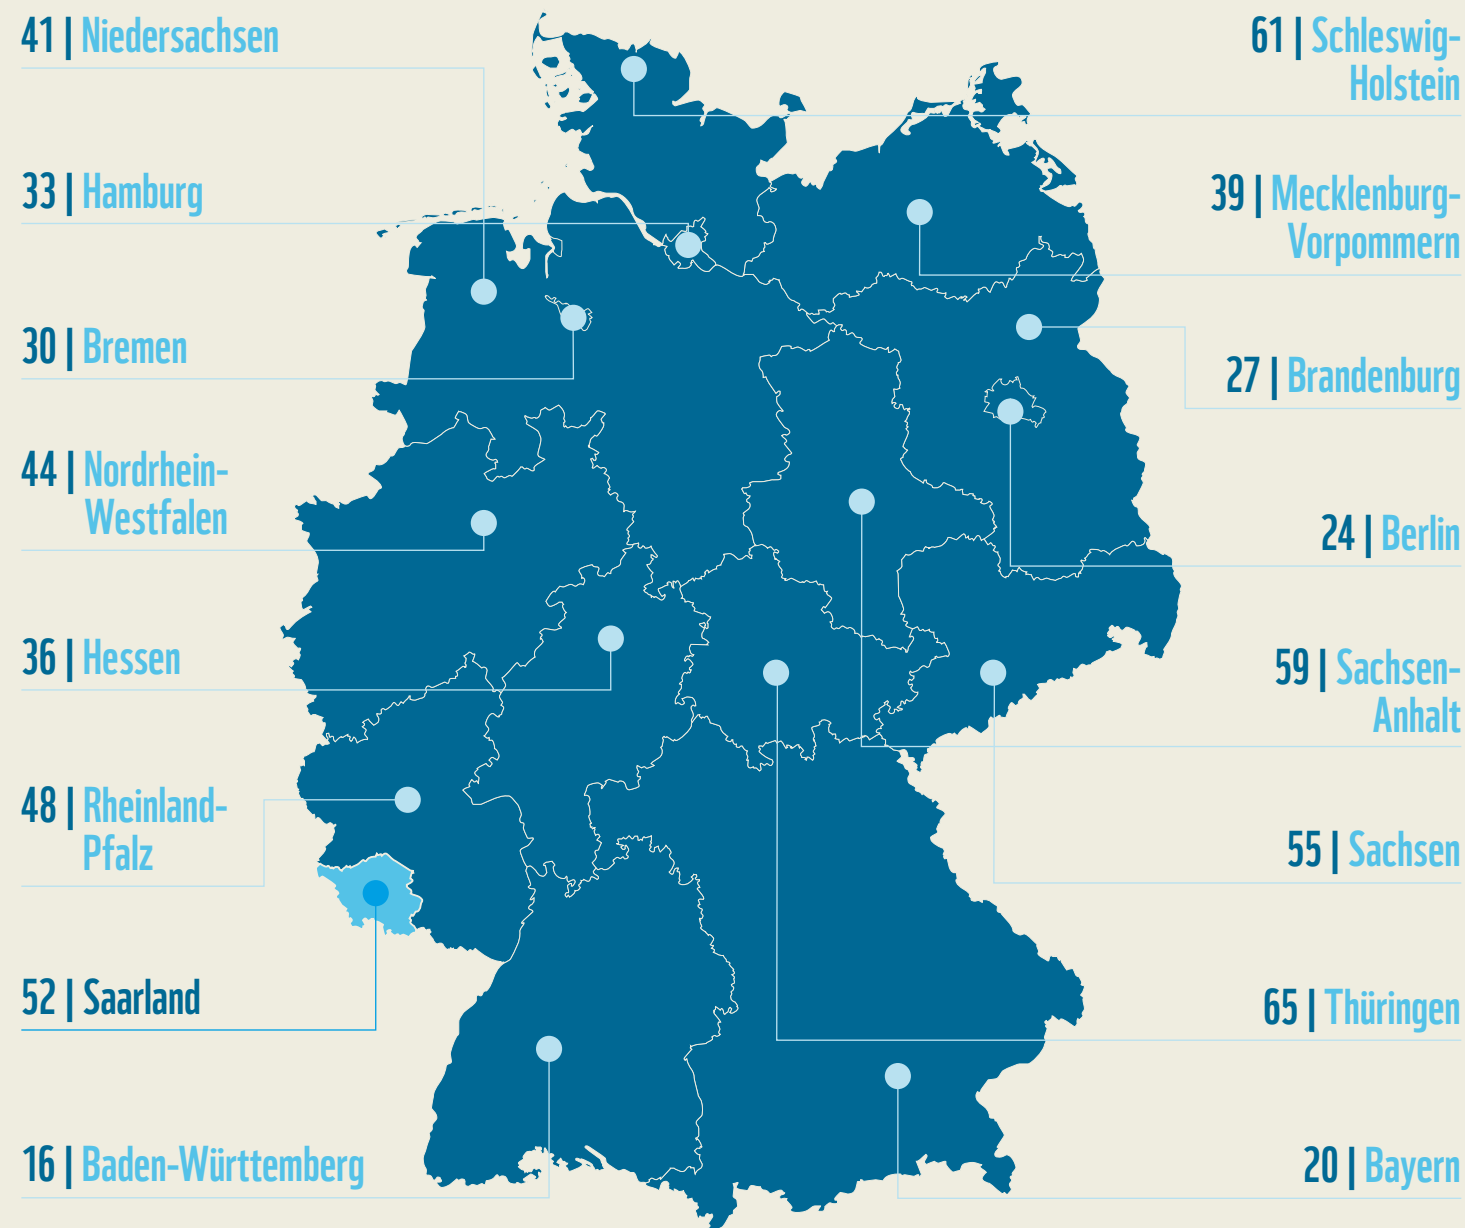 41 | Niedersachsen
33 | Hamburg
30 | Bremen
44 | Nordrhein-
Westfalen
36 | Hessen
48 | Rheinland-
Pfalz
52 | Saarland
16 | Baden-Württemberg
61 | Schleswig-
Holstein
39 | Mecklenburg-
Vorpommern
27 | Brandenburg
24 | Berlin
59 | Sachsen-
Anhalt
55 | Sachsen
65 | Thüringen
20 | Bayern